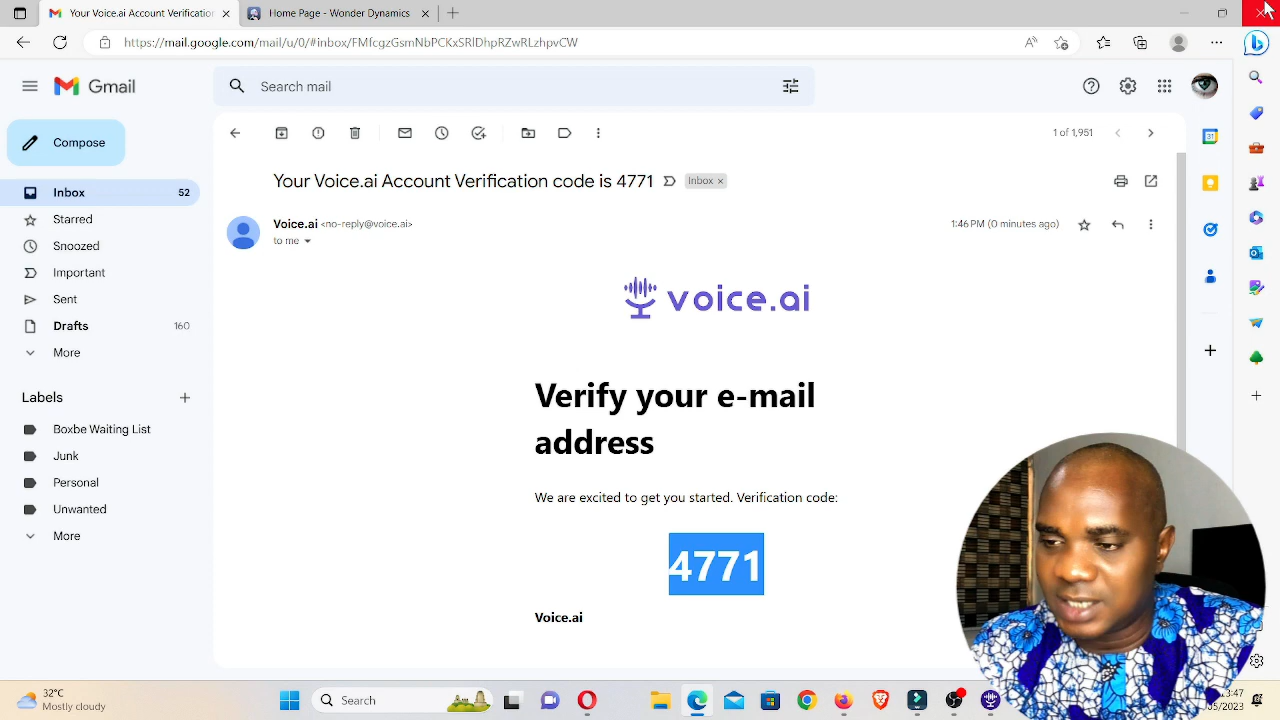 Your Voice.ai Account Verification
Home Page - Wonder Dynamics
https://mail.google.com/mail/u/0/#inbox/FMfcgzGsmNbPCKxSRlDhpRZwRLzhpvCW
Gmail
Search mail
Compose
1 of 1,951
Inbox 52
Starred
Snoozed
Important
Sent
Drafts 160
More
Labels
Boxbe Waiting List
Junk
Personal
Unwanted
More
Your Voice.ai Account Verification code is 4771
Inbox
Voice.ai <no-reply@voice.ai>
1:46 PM (0 minutes ago)
to me
voice.ai
Verify your e-mail
address
We are excited to get you started. Verification code:
4771
Voice.ai
32°C
Mostly cloudy
Search